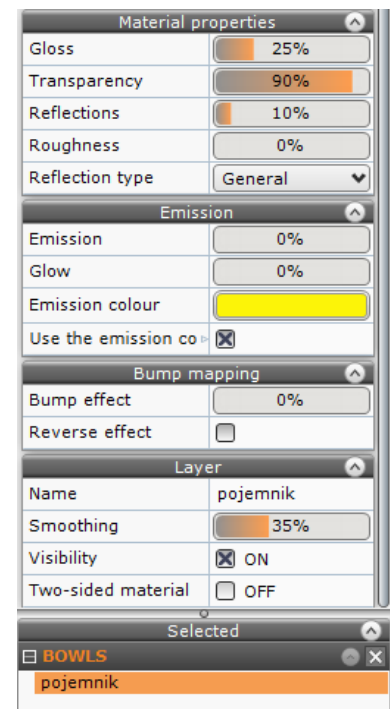 Material properties
Gloss 25%
Transparency 90%
Reflections 10%
Roughness 0%
Reflection type General
Emission
Emission 0%
Glow 0%
Emission colour
Use the emission co
Bump mapping
Bump effect 0%
Reverse effect
Layer
Name pojemnik
Smoothing 35%
Visibility ON
Two-sided material OFF
Selected
BOWLS
pojemnik